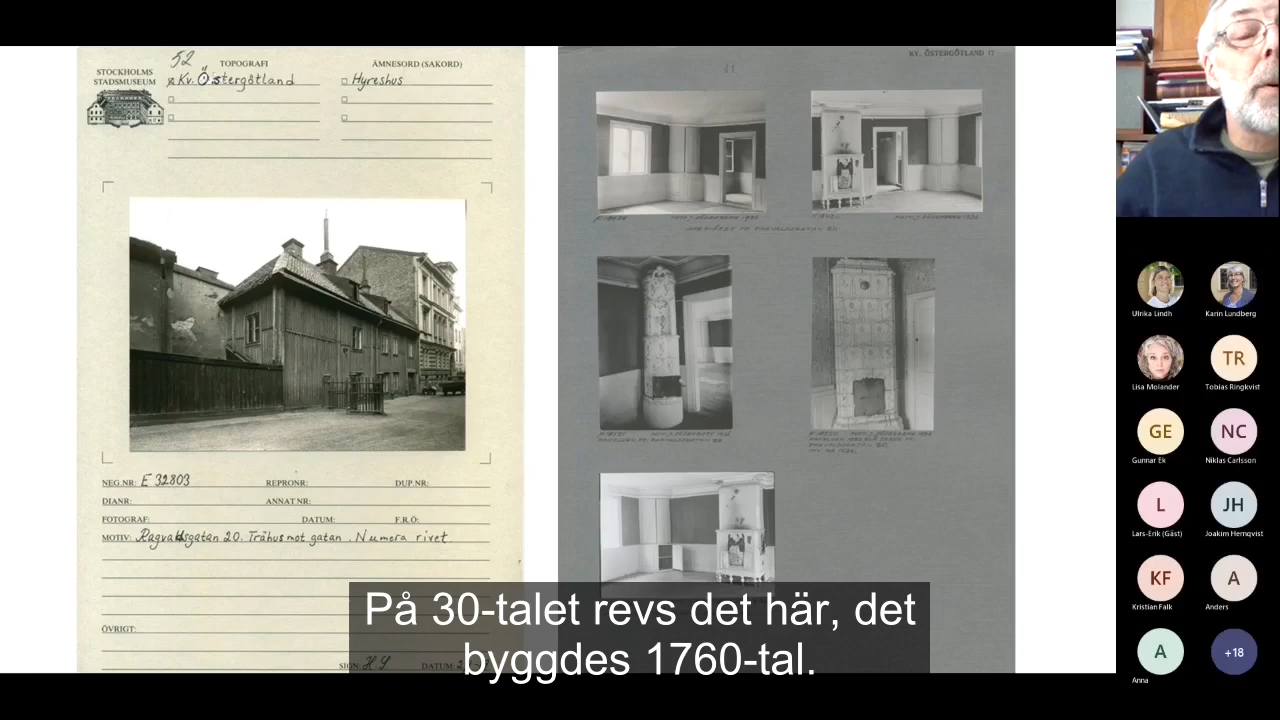 52
STOCKHOLMS
STADSMUSEUM
TOPOGRAFI
ÄMNESORD (SAKORD)
Kv. Östergötland
Hyreshus
NEG.NR: E 32803
REPRONR:
DUP.NR:
DIANR:
ANNAT NR:
FOTOGRAF:
DATUM:
F.R.Ö:
MOTIV: Ragvaldsgatan 20. Trähus mot gatan. Numera rivet
ÖVRIGT:
SIGN: H.Y
DATUM:
KV. ÖSTERGÖTLAND 17
På 30-talet revs det här, det
byggdes 1760-tal.
Ulrika Lindh
Karin Lundberg
Lisa Molander
TR
Tobias Ringkvist
GE
Gunnar Ek
NC
Niklas Carlsson
L
Lars-Erik (Gäst)
JH
Joakim Hernqvist
KF
Kristian Falk
A
Anders
A
Anna
+18